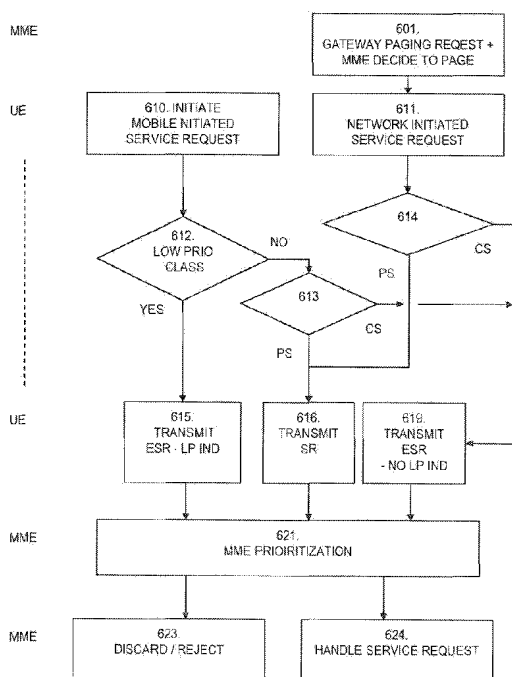 MME
601.
GATEWAY PAGING REQEST +
MME DECIDE TO PAGE
UE
610. INITIATE
MOBILE NITIATED
SERVICE REQUEST
611.
NETWORK INITIATED
SERVICE REQUEST
614
CS
PS
612.
LOW PRIO
CLASS
NO
YES
613
CS
PS
UE
615.
TRANSMIT
ESR - LP IND
616.
TRANSMIT
SR
619.
TRANSMIT
ESR
- NO LP IND
MME
621.
MME PRIOIRITIZATION
MME
623.
DISCARD / REJECT
624.
HANDLE SERVICE REQUEST